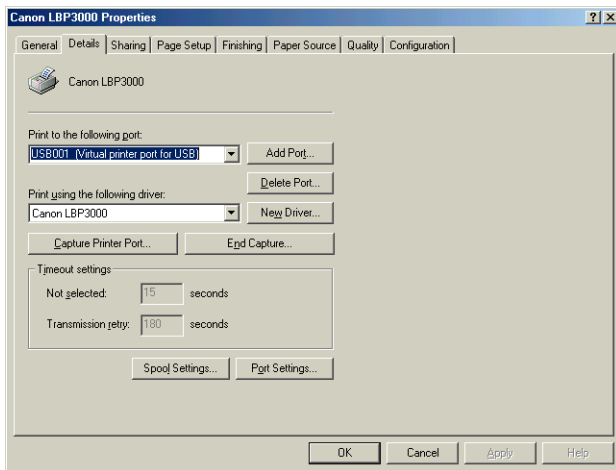 Canon LBP3000 Properties
General Details Sharing Page Setup Finishing Paper Source Quality Configuration
Canon LBP3000
Print to the following port:
USB001 (Virtual printer port for USB) Add Port...
Delete Port...
Print using the following driver:
Canon LBP3000 New Driver...
Capture Printer Port... End Capture...
Timeout settings
Not selected: 15 seconds
Transmission retry: 180 seconds
Spool Settings... Port Settings...
OK Cancel Apply Help